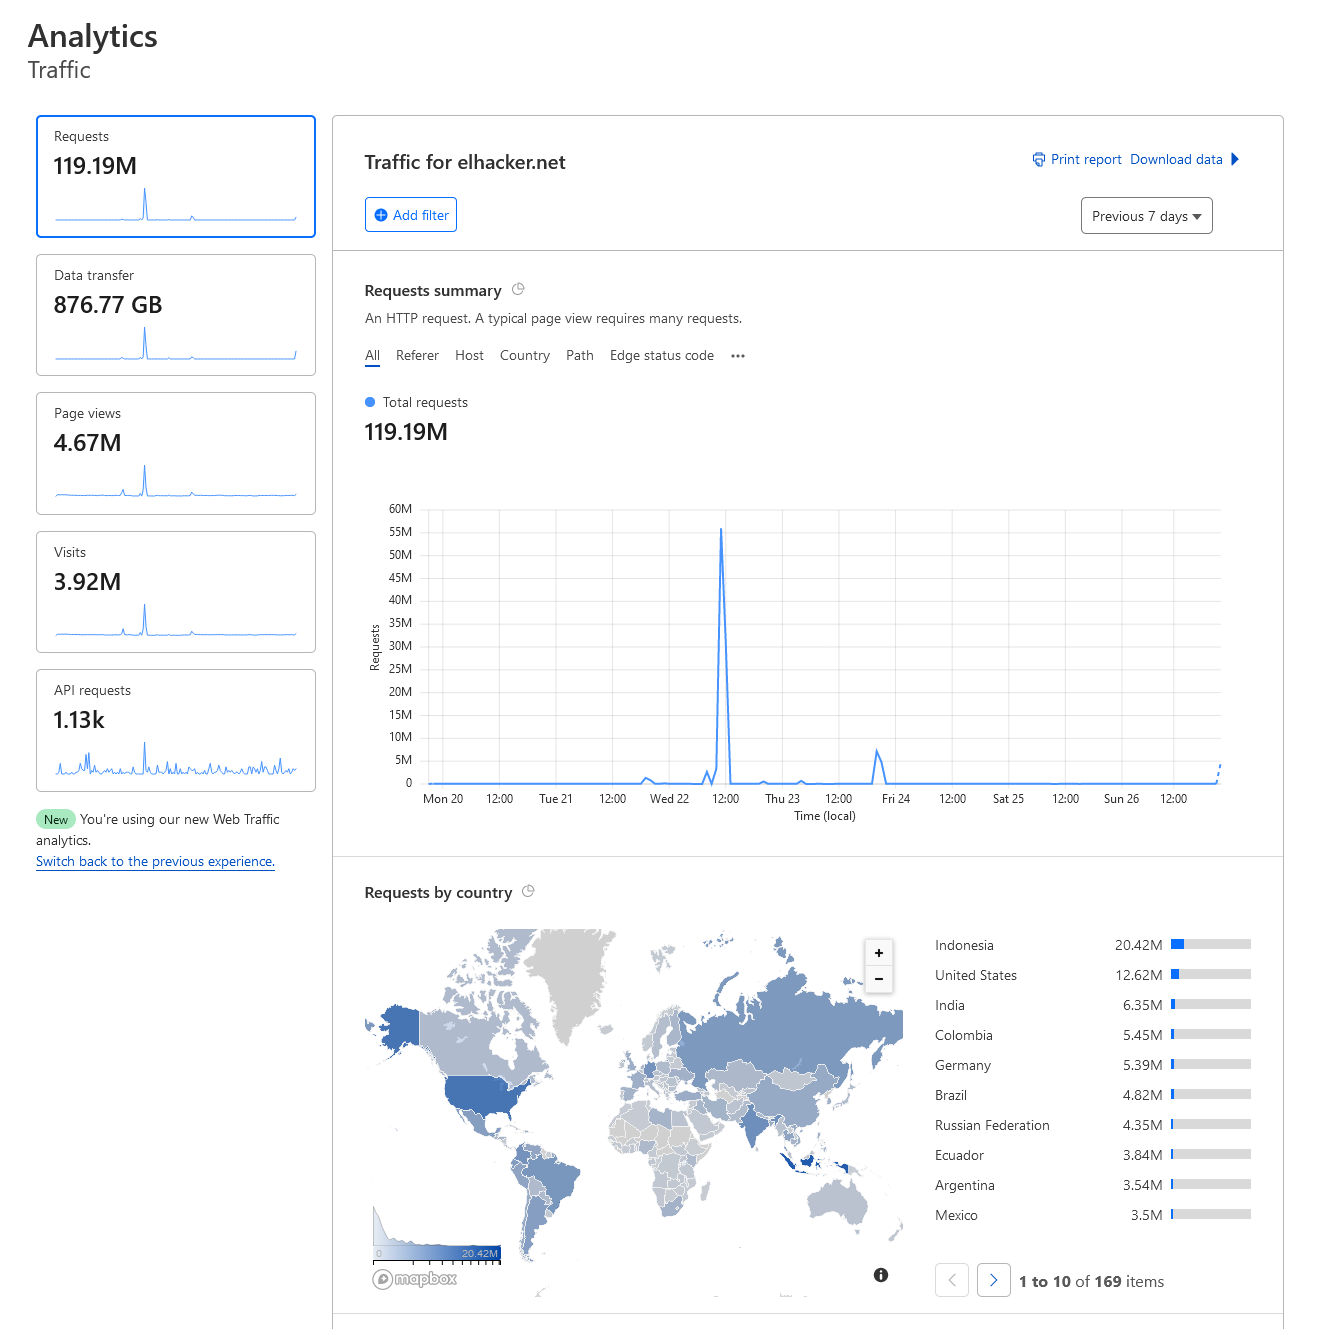 Analytics
Traffic
Requests
119.19M
Data transfer
876.77 GB
Page views
4.67M
Visits
3.92M
API requests
1.13k
New You're using our new Web Traffic
analytics.
Switch back to the previous experience.
Traffic for elhacker.net
Print report Download data
Add filter
Previous 7 days
Requests summary
An HTTP request. A typical page view requires many requests.
All Referer Host Country Path Edge status code •••
Total requests
119.19M
60M
55M
50M
45M
40M
35M
30M
25M
20M
15M
10M
5M
0
Requests
Mon 20 12:00 Tue 21 12:00 Wed 22 12:00 Thu 23 12:00 Fri 24 12:00 Sat 25 12:00 Sun 26 12:00
Time (local)
Requests by country
+
−
0 20.42M
mapbox
Indonesia 20.42M
United States 12.62M
India 6.35M
Colombia 5.45M
Germany 5.39M
Brazil 4.82M
Russian Federation 4.35M
Ecuador 3.84M
Argentina 3.54M
Mexico 3.5M
1 to 10 of 169 items